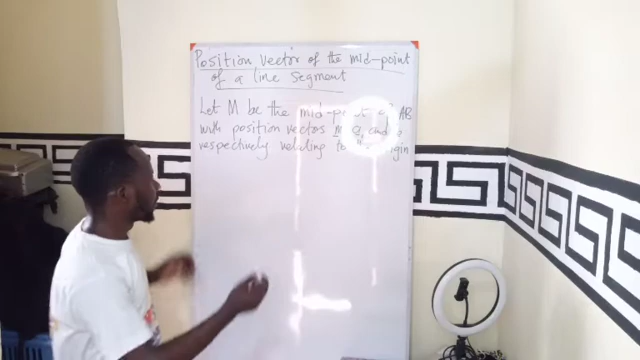 Position vector of the mid-point
of a line segment
Let M be the mid-point of AB
with position vectors m, a and
respectively relating to the origin